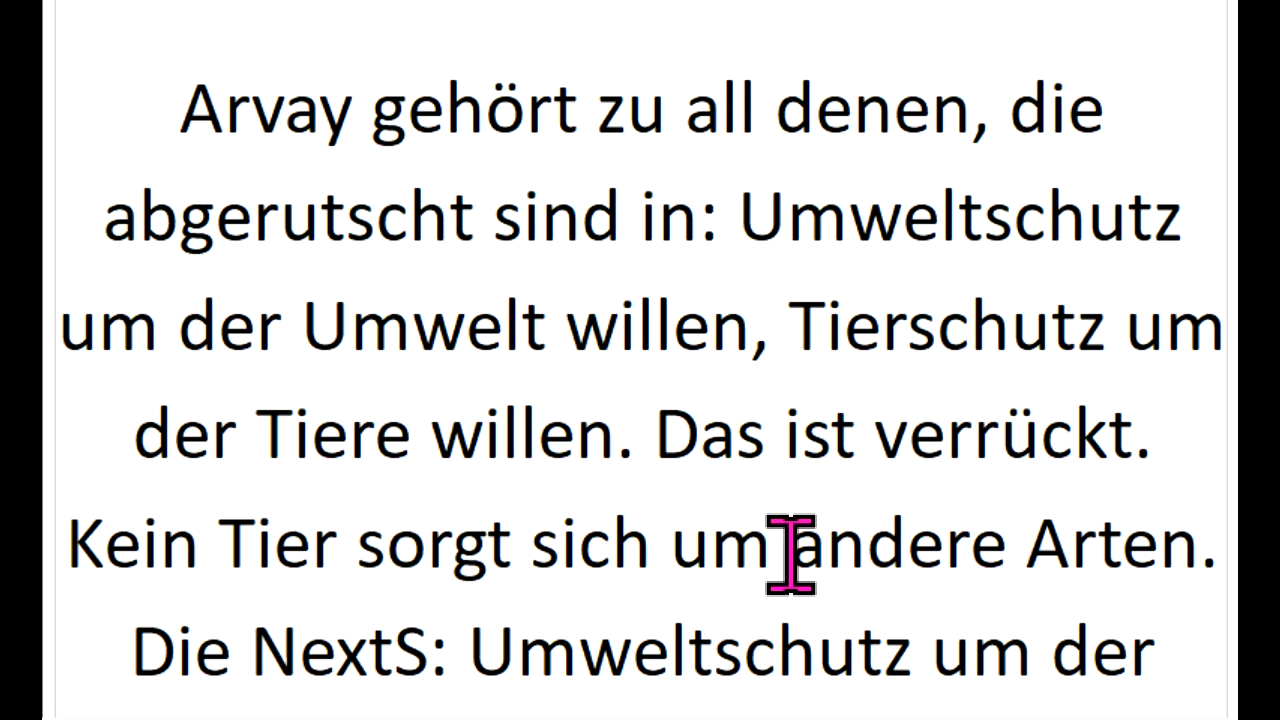 Arvay gehört zu all denen, die
abgerutscht sind in: Umweltschutz
um der Umwelt willen, Tierschutz um
der Tiere willen. Das ist verrückt.
Kein Tier sorgt sich um andere Arten.
Die NextS: Umweltschutz um der